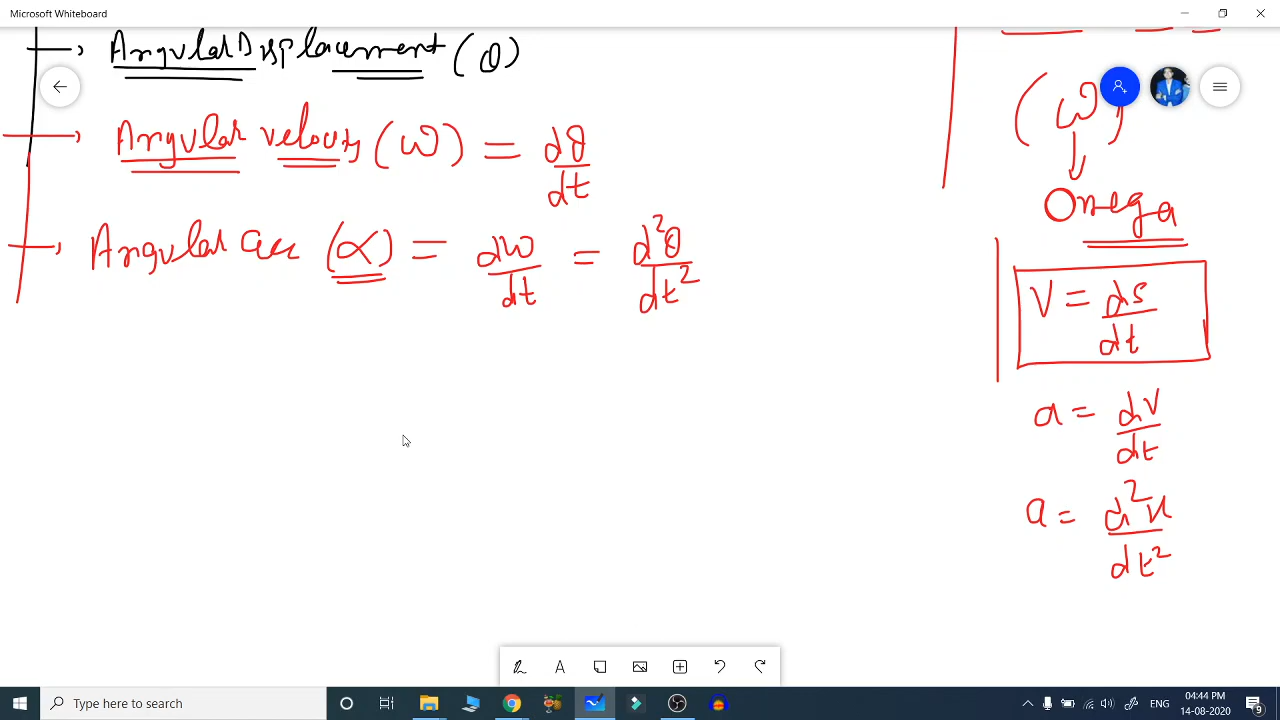 Microsoft Whiteboard
Angular Displacement (θ)
Angular velocity (ω) = dθ/dt
Angular acc (α) = dω/dt = d²θ/dt²
(ω)
Omega
V = ds/dt
a = dV/dt
a = d²x/dt²
Type here to search
ENG
04:44 PM
14-08-2020
9